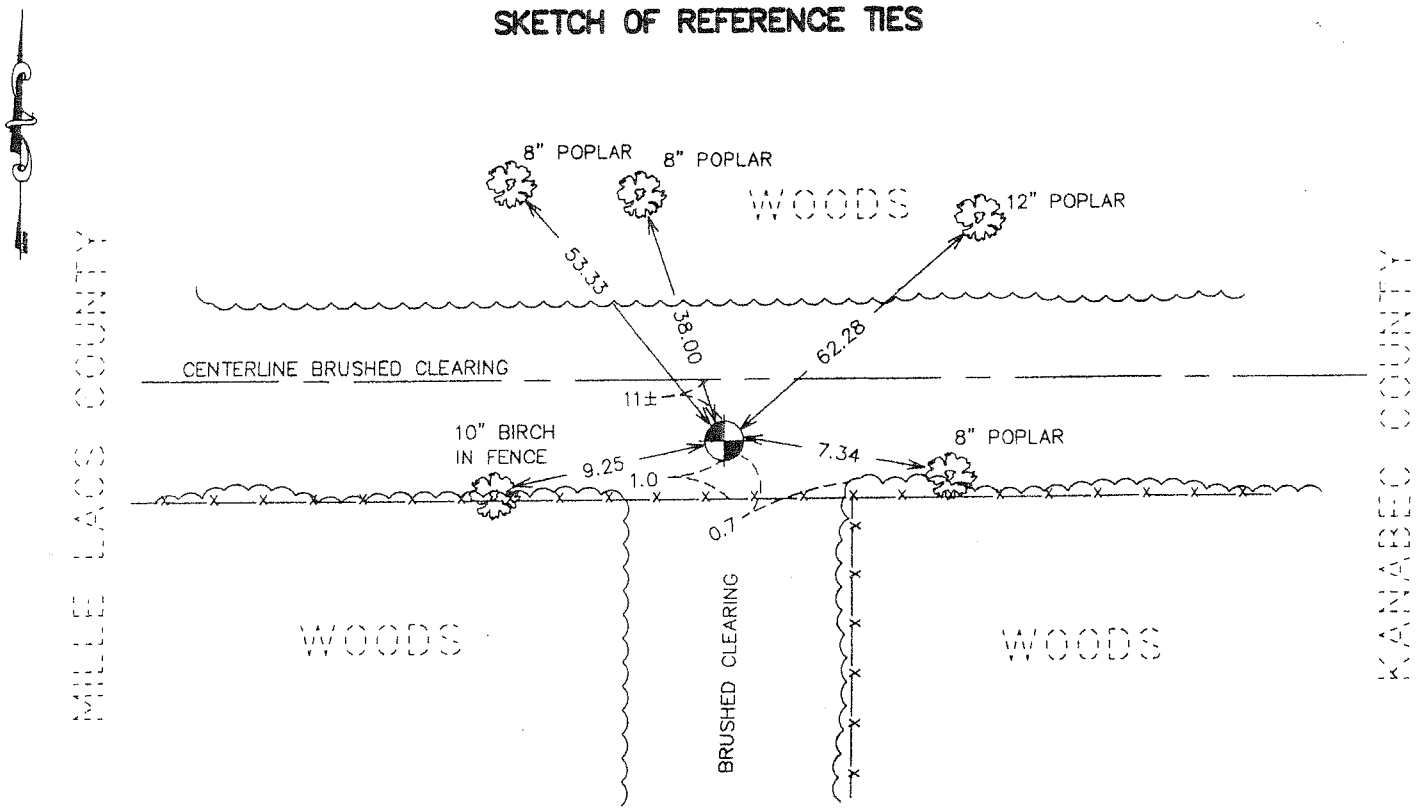 SKETCH OF REFERENCE TIES
8" POPLAR
8" POPLAR
WOODS
12" POPLAR
53.33
38.00
62.28
MILLE LACS COUNTY
KANABEC COUNTY
CENTERLINE BRUSHED CLEARING
11±
10" BIRCH
IN FENCE
9.25
7.34
8" POPLAR
1.0
0.7
WOODS
BRUSHED CLEARING
WOODS